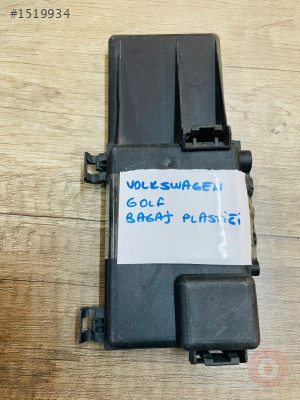 #1519934
VOLKSWAGEN
GOLF
BAGAJ PLASTİĞİ